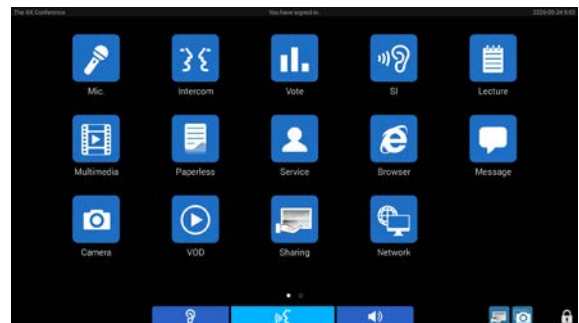 The XX Conference You have signed in.
Mic. Intercom Vote SI Lecture
Multimedia Paperless Service Browser Message
Camera VOD Sharing Network